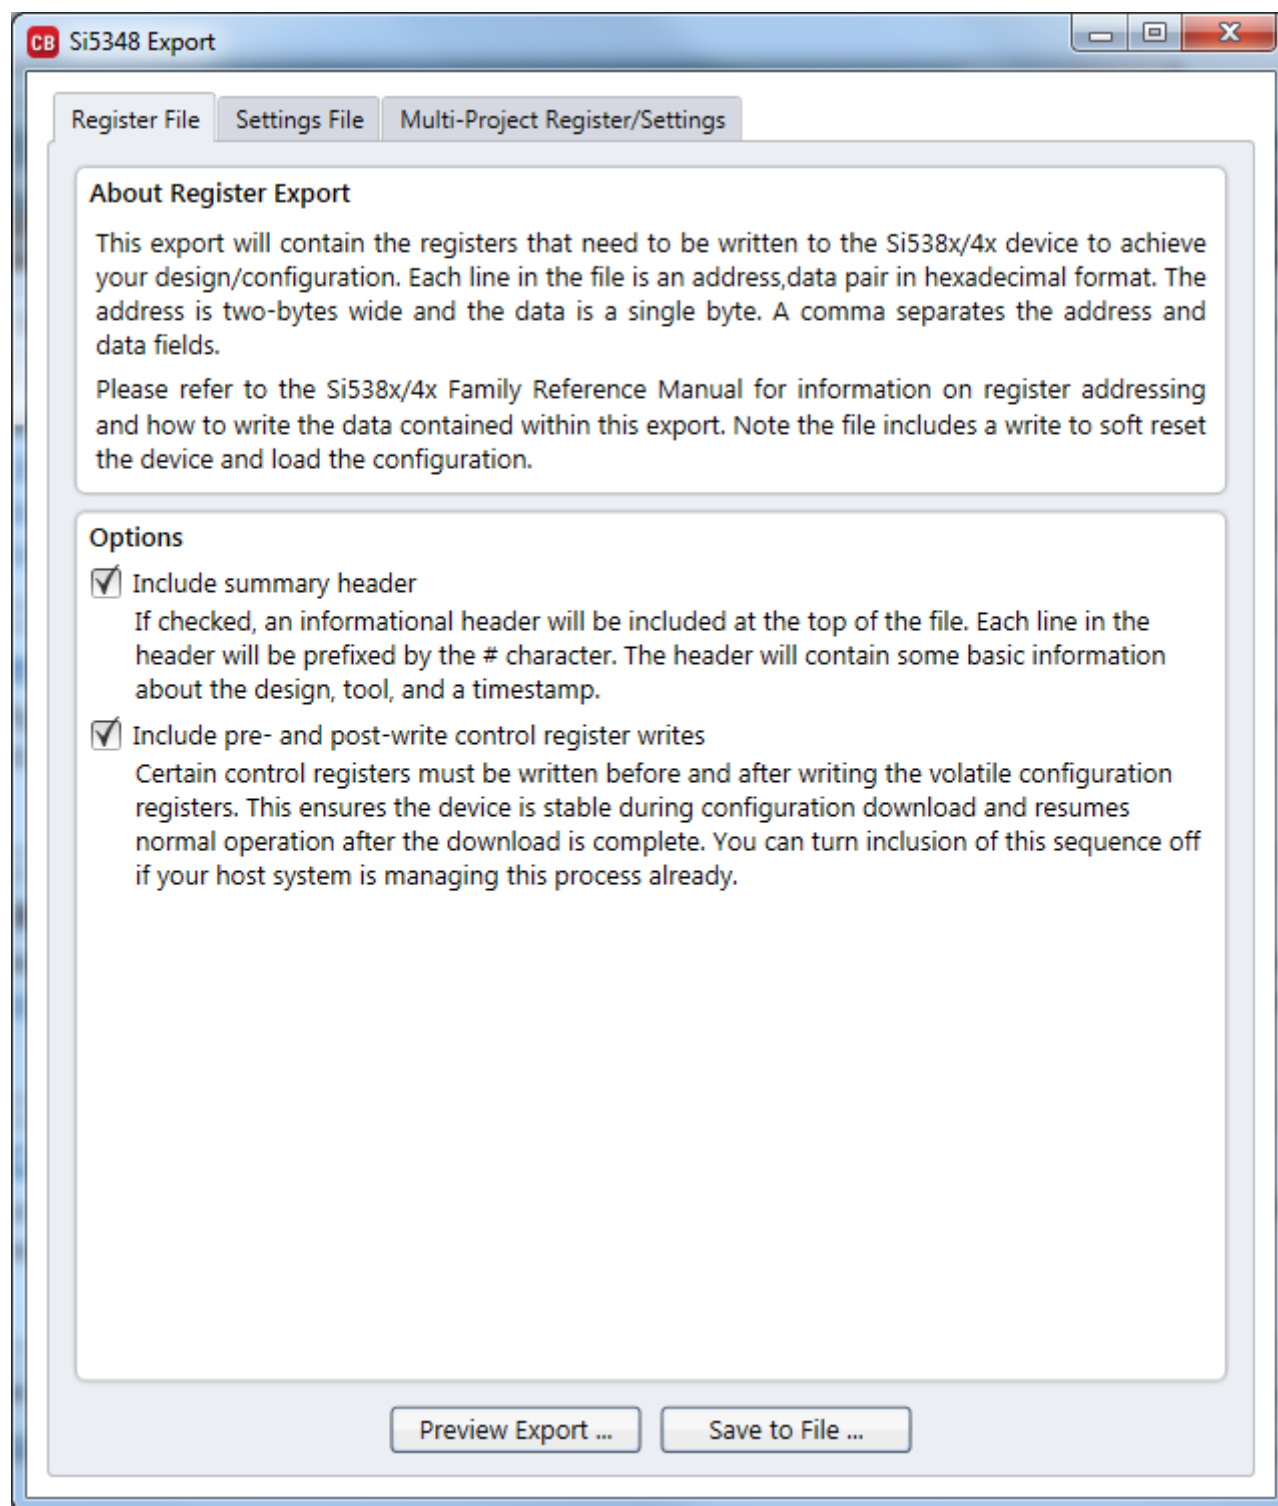 CB Si5348 Export
Register File Settings File Multi-Project Register/Settings
About Register Export
This export will contain the registers that need to be written to the Si538x/4x device to achieve
your design/configuration. Each line in the file is an address,data pair in hexadecimal format. The
address is two-bytes wide and the data is a single byte. A comma separates the address and
data fields.
Please refer to the Si538x/4x Family Reference Manual for information on register addressing
and how to write the data contained within this export. Note the file includes a write to soft reset
the device and load the configuration.
Options
Include summary header
If checked, an informational header will be included at the top of the file. Each line in the
header will be prefixed by the # character. The header will contain some basic information
about the design, tool, and a timestamp.
Include pre- and post-write control register writes
Certain control registers must be written before and after writing the volatile configuration
registers. This ensures the device is stable during configuration download and resumes
normal operation after the download is complete. You can turn inclusion of this sequence off
if your host system is managing this process already.
Preview Export ... Save to File ...